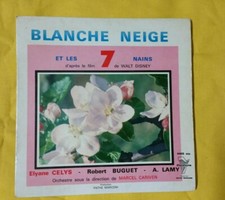 BLANCHE NEIGE
ET LES 7 NAINS
d'après le film de WALT DISNEY
Elyane CELYS - Robert BUGUET - A. LAMY
Orchestre sous la direction de MARCEL CARIVEN